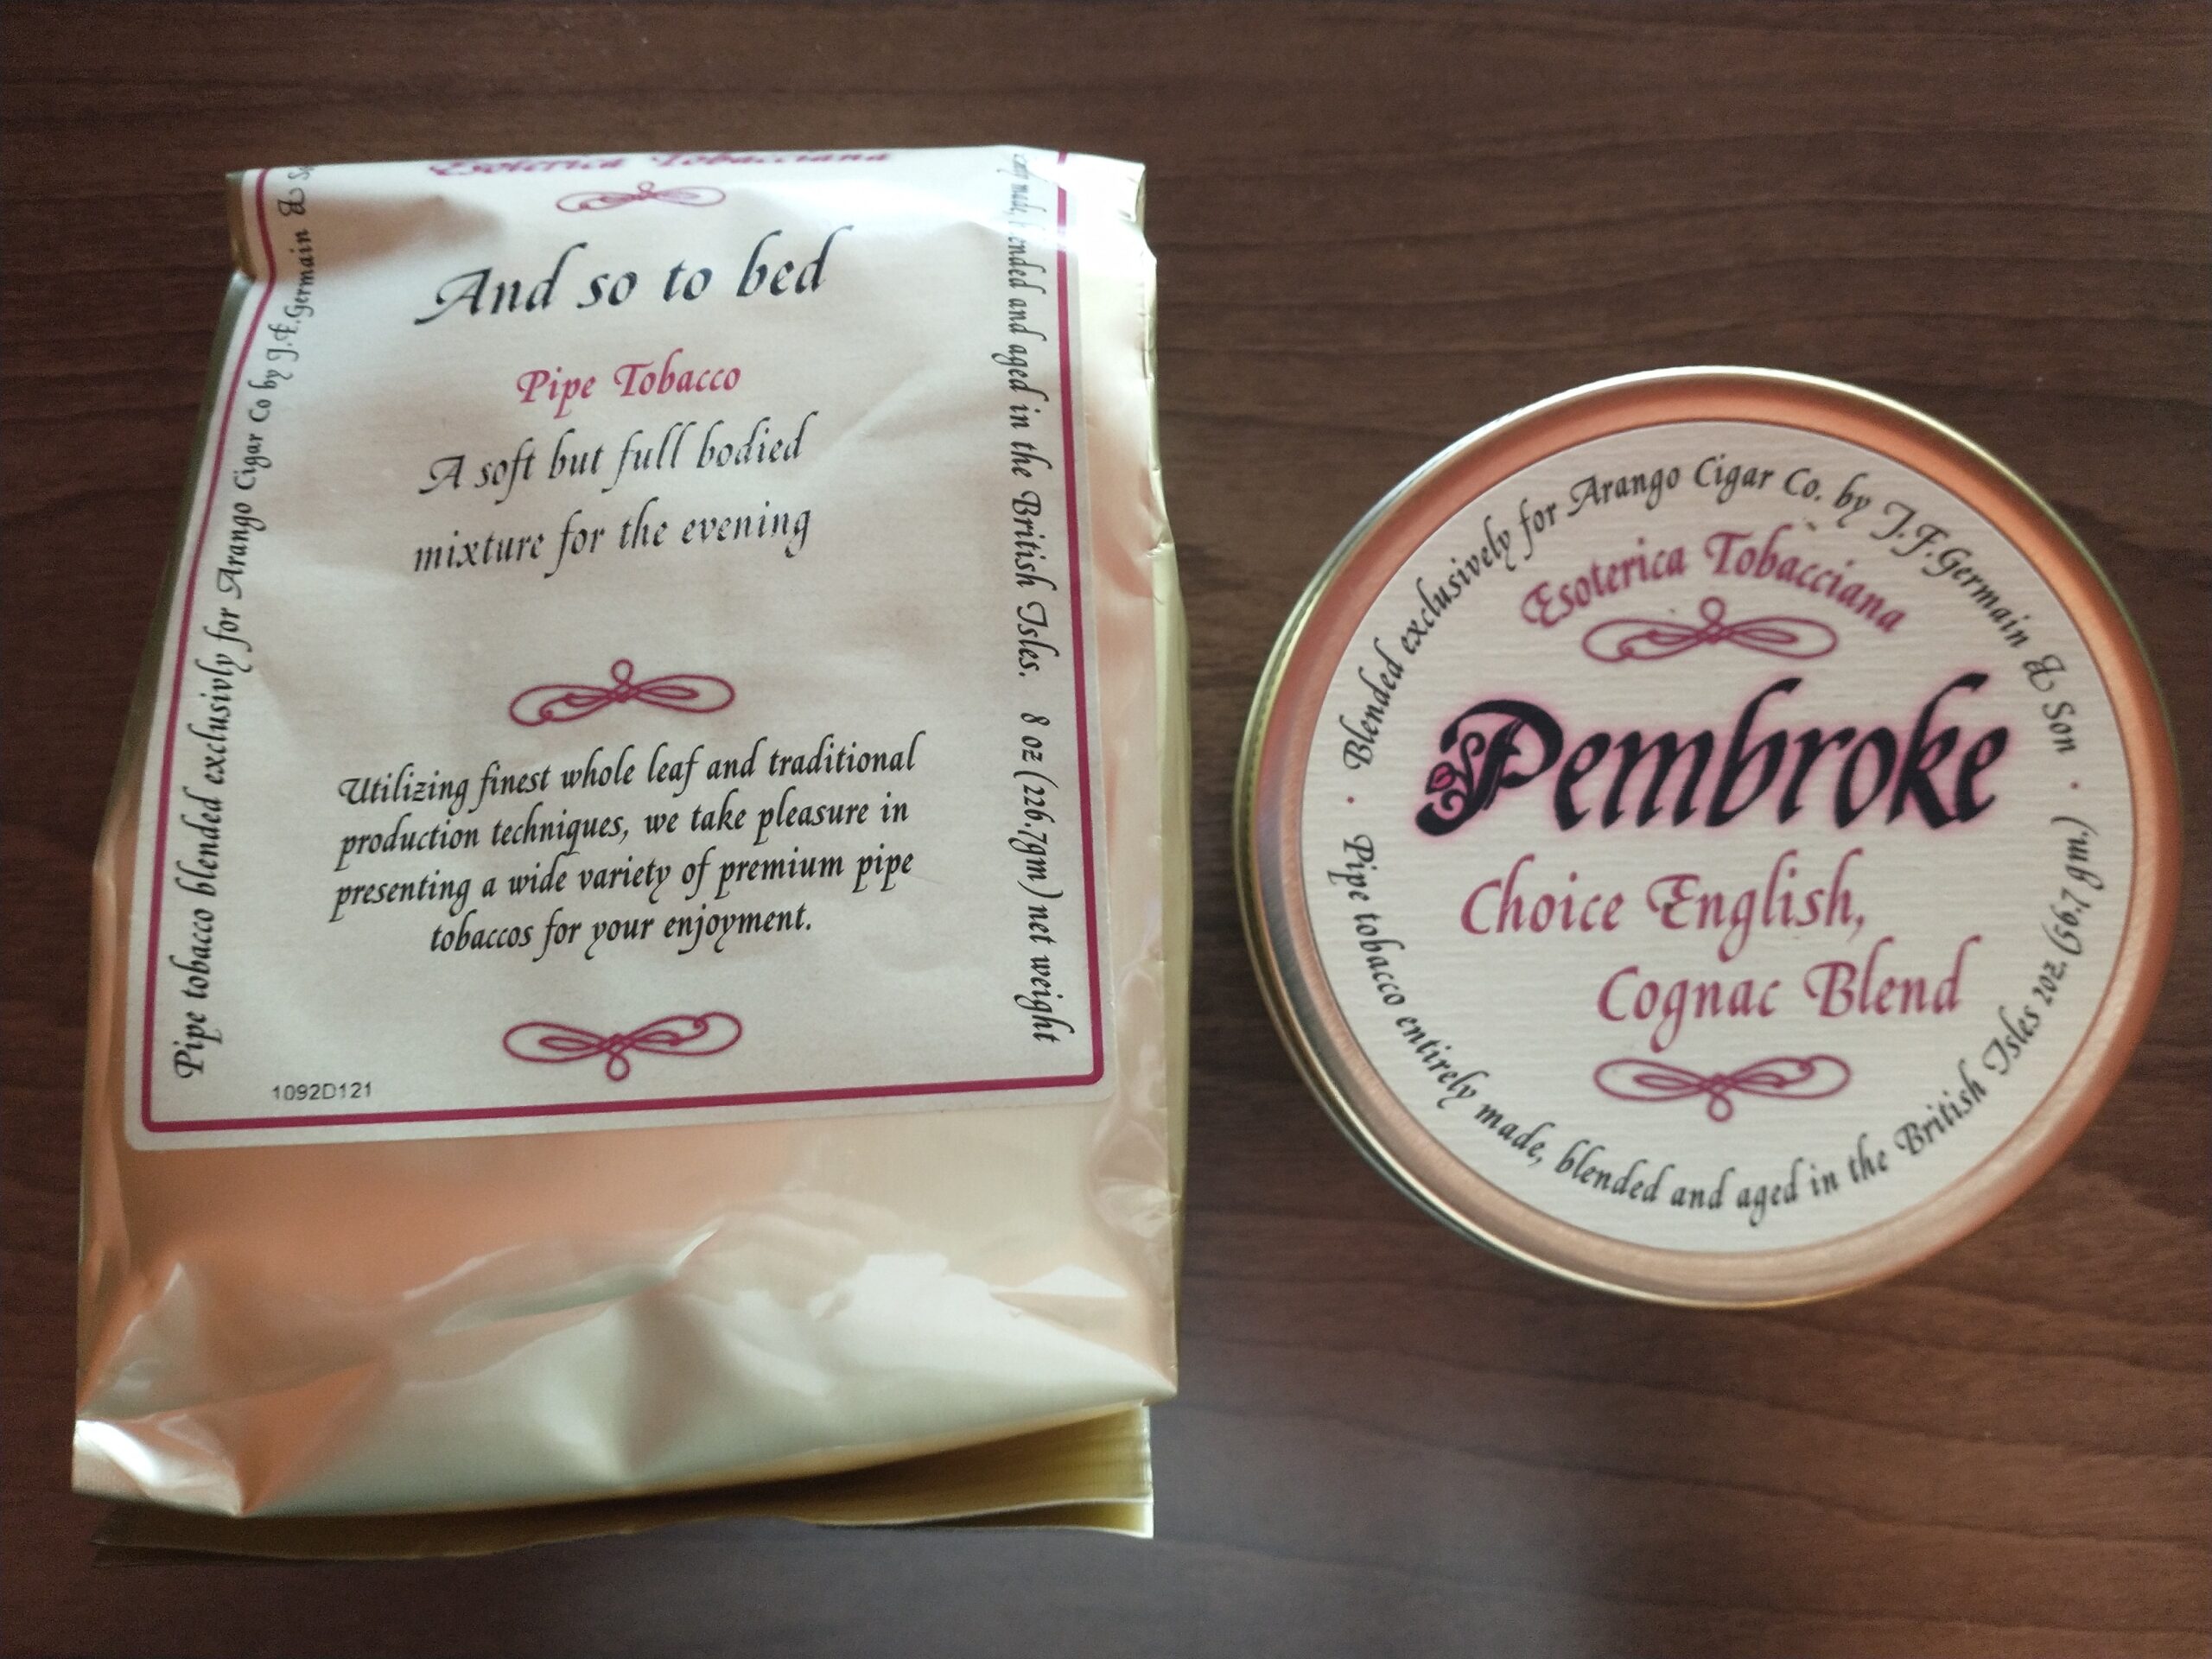 Esoterica Tobacciana
And so to bed
Pipe Tobacco
A soft but full bodied
mixture for the evening
Utilizing finest whole leaf and traditional
production techniques, we take pleasure in
presenting a wide variety of premium pipe
tobaccos for your enjoyment.
1092D121
Pipe tobacco blended exclusivly for Arango Cigar Co by J.F.Germain &
made, blended and aged in the British Isles. 8 oz (226.7gm) net weight
Blended exclusively for Arango Cigar Co. by J.F.Germain & Son
Esoterica Tobacciana
Pembroke
Choice English,
Cognac Blend
Pipe tobacco entirely made, blended and aged in the British Isles 2oz (56.7gm.)